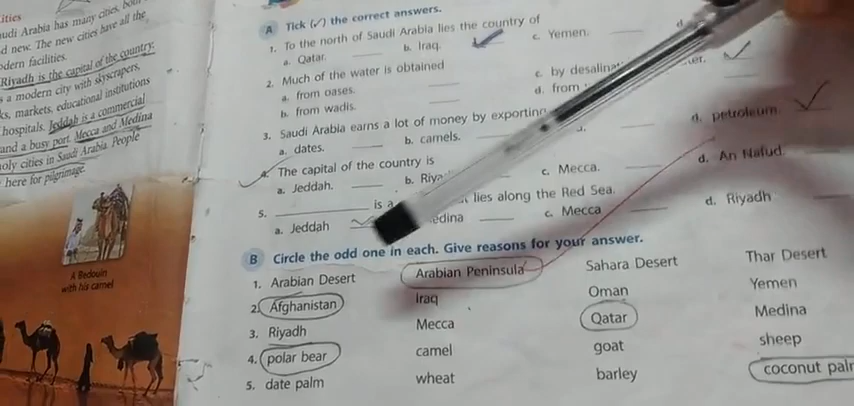 ities
udi Arabia has many cities, both
d new. The new cities have all the
odern facilities.
Riyadh is the capital of the country.
s a modern city with skyscrapers,
ks, markets, educational institutions
hospitals. Jeddah is a commercial
and a busy port. Mecca and Medina
oly cities in Saudi Arabia. People
here for pilgrimage.
A Bedouin
with his camel
A Tick (✓) the correct answers.
1. To the north of Saudi Arabia lies the country of
a. Qatar. b. Iraq. c. Yemen. d.
2. Much of the water is obtained
a. from oases. c. by desalina
b. from wadis. d. from
3. Saudi Arabia earns a lot of money by exporting
a. dates. b. camels. d. petroleum.
4. The capital of the country is
a. Jeddah. b. Riya c. Mecca. d. An Nafud.
5. is a lies along the Red Sea.
a. Jeddah edina c. Mecca d. Riyadh
B Circle the odd one in each. Give reasons for your answer.
1. Arabian Desert Arabian Peninsula Sahara Desert Thar Desert
2. Afghanistan Iraq Oman Yemen
3. Riyadh Mecca Qatar Medina
4. polar bear camel goat sheep
5. date palm wheat barley coconut palm